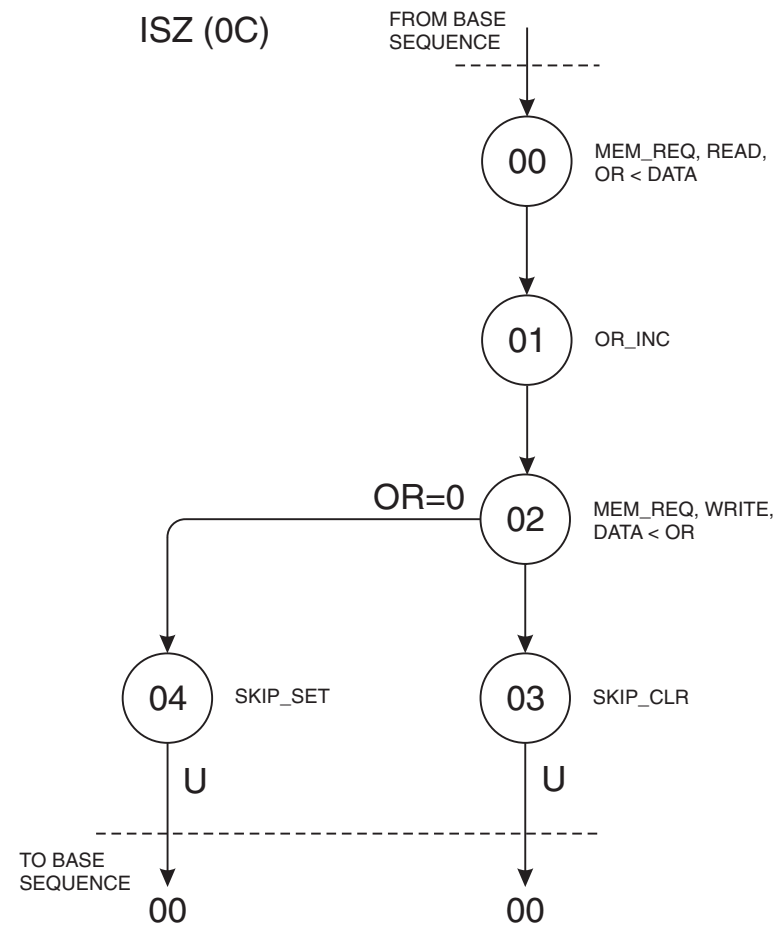 ISZ (0C)
FROM BASE
SEQUENCE
00
MEM_REQ, READ,
OR < DATA
01
OR_INC
OR=0
02
MEM_REQ, WRITE,
DATA < OR
04
SKIP_SET
03
SKIP_CLR
U
U
TO BASE
SEQUENCE
00
00